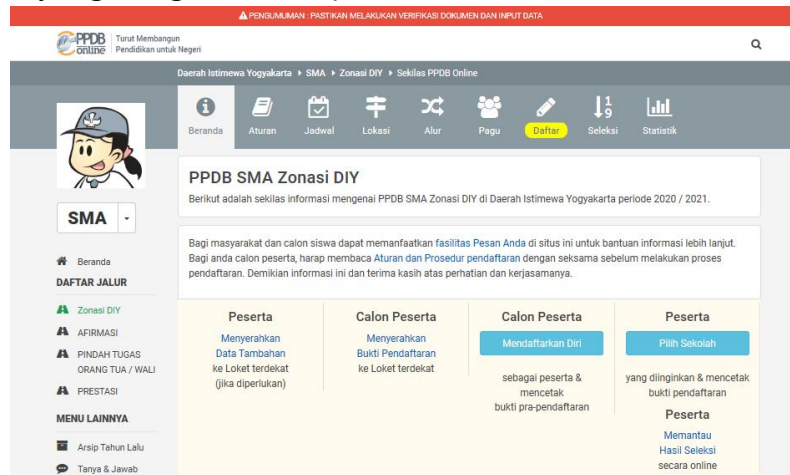 PENGUMUMAN : PASTIKAN MELAKUKAN VERIFIKASI DOKUMEN DAN INPUT DATA
PPDB online
Turut Membangun
Pendidikan untuk Negeri
Daerah Istimewa Yogyakarta SMA Zonasi DIY Sekilas PPDB Online
Beranda Aturan Jadwal Lokasi Alur Pagu Daftar Seleksi Statistik
SMA
Beranda
DAFTAR JALUR
Zonasi DIY
AFIRMASI
PINDAH TUGAS
ORANG TUA / WALI
PRESTASI
MENU LAINNYA
Arsip Tahun Lalu
Tanya & Jawab
PPDB SMA Zonasi DIY
Berikut adalah sekilas informasi mengenai PPDB SMA Zonasi DIY di Daerah Istimewa Yogyakarta periode 2020 / 2021.
Bagi masyarakat dan calon siswa dapat memanfaatkan fasilitas Pesan Anda di situs ini untuk bantuan informasi lebih lanjut.
Bagi anda calon peserta, harap membaca Aturan dan Prosedur pendaftaran dengan seksama sebelum melakukan proses
pendaftaran. Demikian informasi ini dan terima kasih atas perhatian dan kerjasamanya.
Peserta
Menyerahkan
Data Tambahan
ke Loket terdekat
(jika diperlukan)
Calon Peserta
Menyerahkan
Bukti Pendaftaran
ke Loket terdekat
Calon Peserta
Mendaftarkan Diri
sebagai peserta &
mencetak
bukti pra-pendaftaran
Peserta
Pilih Sekolah
yang diinginkan & mencetak
bukti pendaftaran
Peserta
Memantau
Hasil Seleksi
secara online